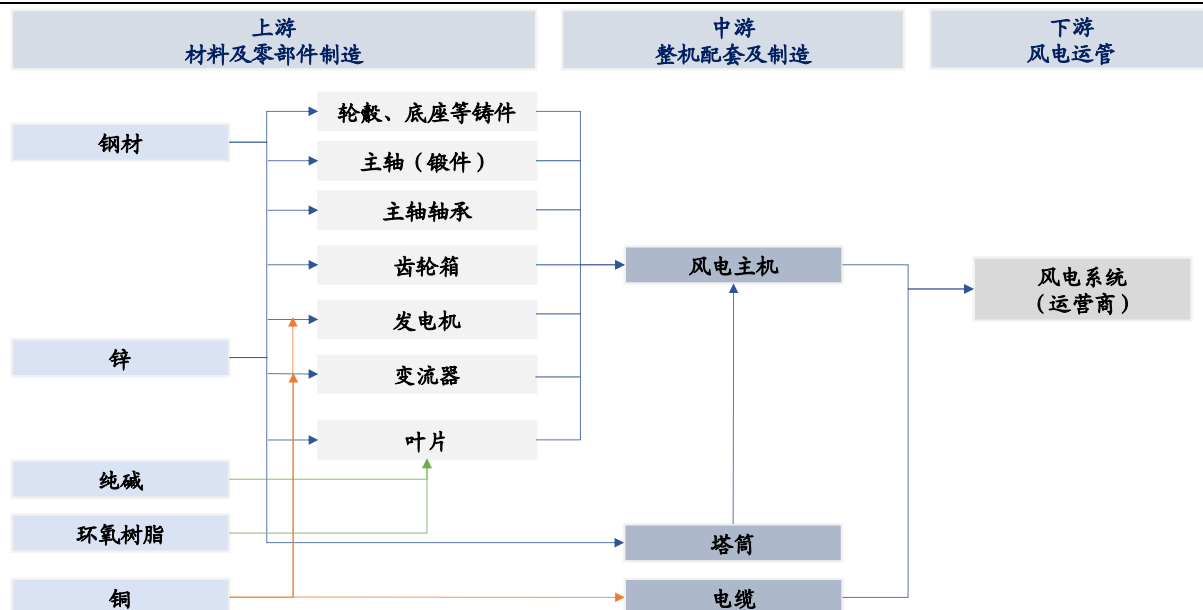 上游
材料及零部件制造
中游
整机配套及制造
下游
风电运管
轮毂、底座等铸件
钢材
主轴（锻件）
主轴轴承
齿轮箱
风电主机
风电系统
（运营商）
发电机
锌
变流器
叶片
纯碱
环氧树脂
塔筒
铜
电缆